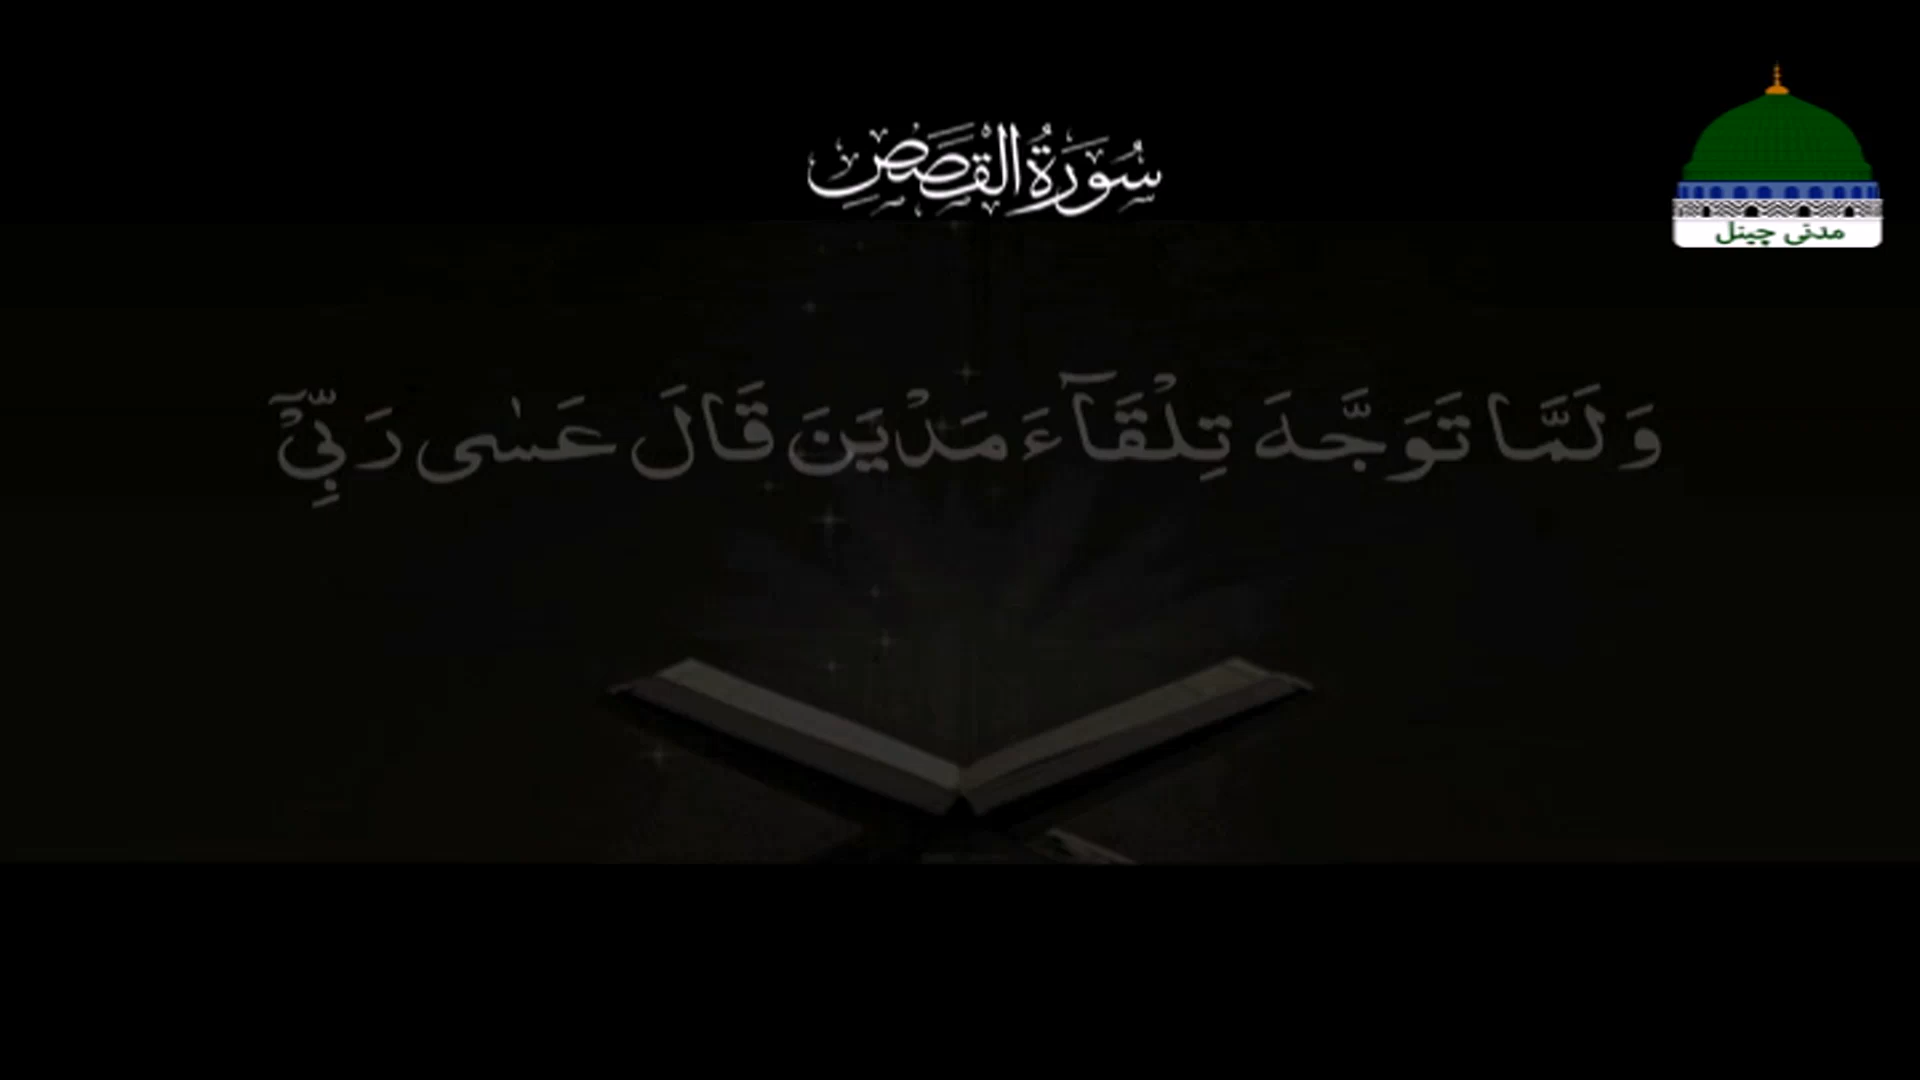 سُوْرَةُ الْقَصَصِ
مدنی چینل
وَ لَمَّا تَوَجَّهَ تِلْقَآءَ مَدْیَنَ قَالَ عَسٰى رَبِّیْۤ